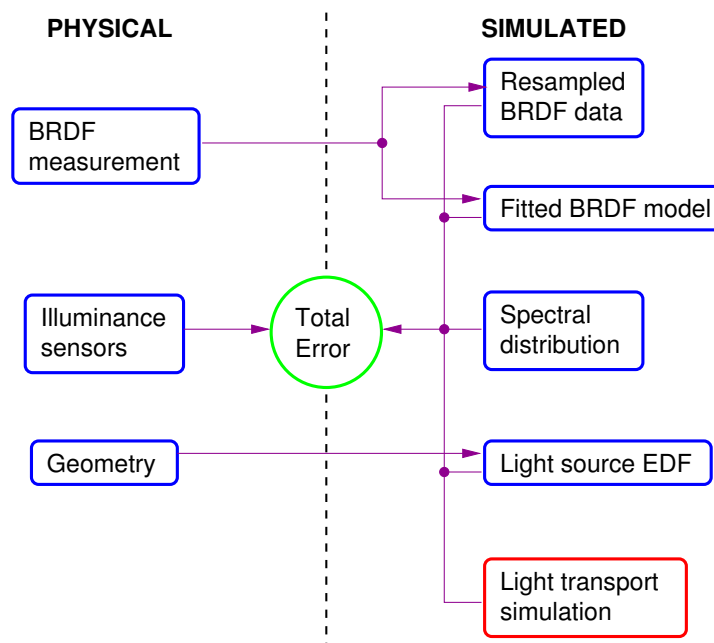 PHYSICAL
SIMULATED
BRDF
measurement
Resampled
BRDF data
Fitted BRDF model
Illuminance
sensors
Total
Error
Spectral
distribution
Geometry
Light source EDF
Light transport
simulation